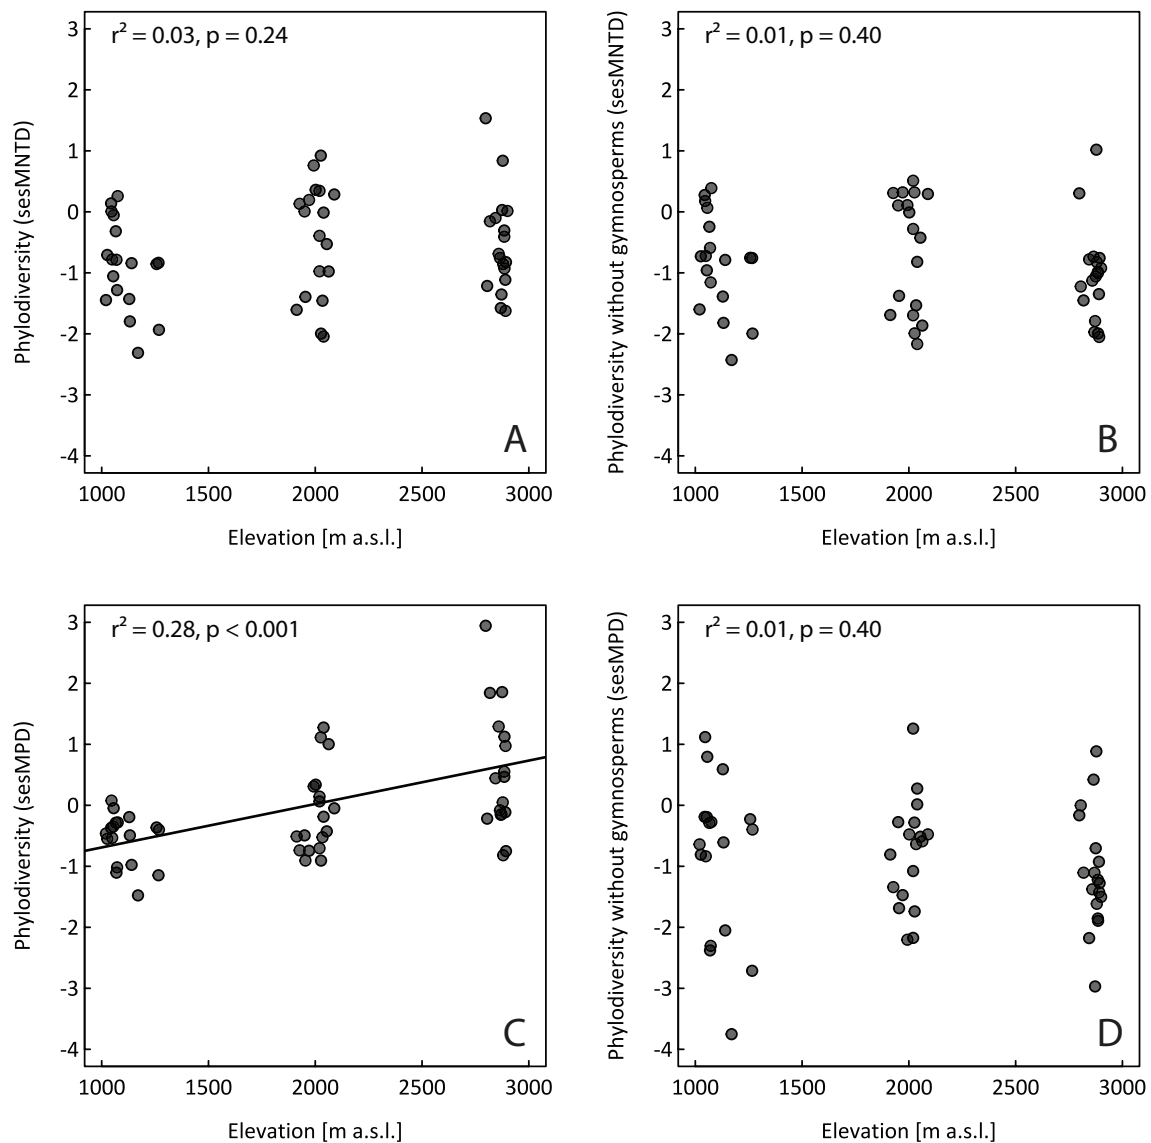 r² = 0.03, p = 0.24
Phylodiversity (sesMNTD)
3
2
1
0
-1
-2
-3
-4
A
1000 1500 2000 2500 3000
Elevation [m a.s.l.]
r² = 0.01, p = 0.40
Phylodiversity without gymnosperms (sesMNTD)
3
2
1
0
-1
-2
-3
-4
B
1000 1500 2000 2500 3000
Elevation [m a.s.l.]
r² = 0.28, p < 0.001
Phylodiversity (sesMPD)
3
2
1
0
-1
-2
-3
-4
C
1000 1500 2000 2500 3000
Elevation [m a.s.l.]
r² = 0.01, p = 0.40
Phylodiversity without gymnosperms (sesMPD)
3
2
1
0
-1
-2
-3
-4
D
1000 1500 2000 2500 3000
Elevation [m a.s.l.]